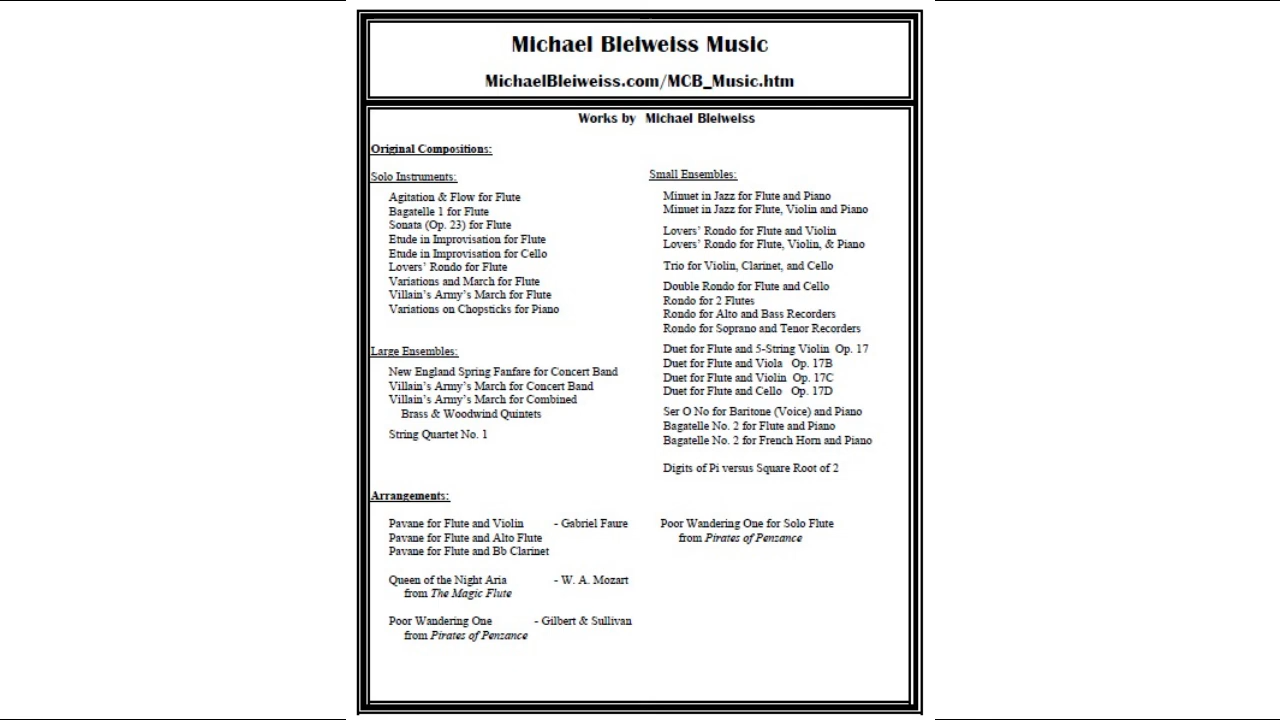 Michael Bleiweiss Music
MichaelBleiweiss.com/MCB_Music.htm
Works by Michael Bleiweiss
Original Compositions:
Solo Instruments:
Agitation & Flow for Flute
Bagatelle 1 for Flute
Sonata (Op. 23) for Flute
Etude in Improvisation for Flute
Etude in Improvisation for Cello
Lovers' Rondo for Flute
Variations and March for Flute
Villain's Army's March for Flute
Variations on Chopsticks for Piano
Large Ensembles:
New England Spring Fanfare for Concert Band
Villain's Army's March for Concert Band
Villain's Army's March for Combined
Brass & Woodwind Quintets
String Quartet No. 1
Small Ensembles:
Minuet in Jazz for Flute and Piano
Minuet in Jazz for Flute, Violin and Piano
Lovers' Rondo for Flute and Violin
Lovers' Rondo for Flute, Violin, & Piano
Trio for Violin, Clarinet, and Cello
Double Rondo for Flute and Cello
Rondo for 2 Flutes
Rondo for Alto and Bass Recorders
Rondo for Soprano and Tenor Recorders
Duet for Flute and 5-String Violin Op. 17
Duet for Flute and Viola Op. 17B
Duet for Flute and Violin Op. 17C
Duet for Flute and Cello Op. 17D
Ser O No for Baritone (Voice) and Piano
Bagatelle No. 2 for Flute and Piano
Bagatelle No. 2 for French Horn and Piano
Digits of Pi versus Square Root of 2
Arrangements:
Pavane for Flute and Violin - Gabriel Faure
Pavane for Flute and Alto Flute
Pavane for Flute and Bb Clarinet
Queen of the Night Aria - W. A. Mozart
from The Magic Flute
Poor Wandering One - Gilbert & Sullivan
from Pirates of Penzance
Poor Wandering One for Solo Flute
from Pirates of Penzance